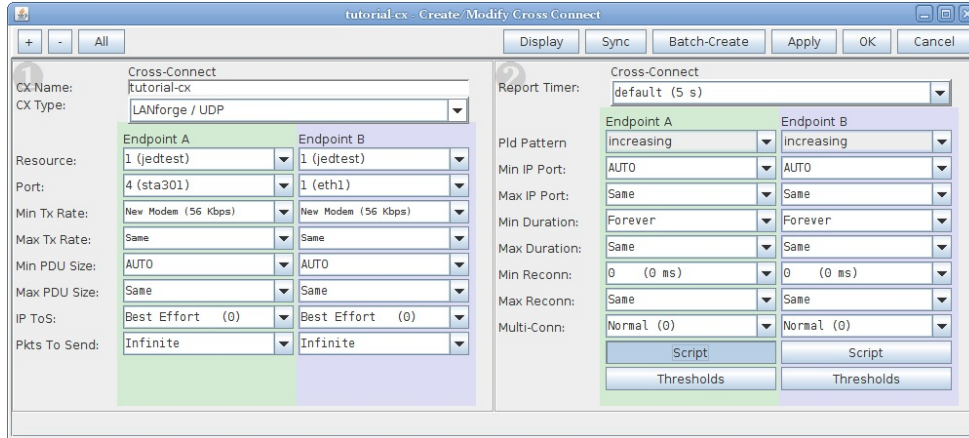 tutorial-cx - Create/Modify Cross Connect
+ - All Display Sync Batch-Create Apply OK Cancel
1
Cross-Connect
CX Name: tutorial-cx
CX Type: LANforge / UDP
Endpoint A Endpoint B
Resource: 1 (jedtest) 1 (jedtest)
Port: 4 (sta301) 1 (eth1)
Min Tx Rate: New Modem (56 Kbps) New Modem (56 Kbps)
Max Tx Rate: Same Same
Min PDU Size: AUTO AUTO
Max PDU Size: Same Same
IP ToS: Best Effort (0) Best Effort (0)
Pkts To Send: Infinite Infinite
2
Cross-Connect
Report Timer: default (5 s)
Endpoint A Endpoint B
Pld Pattern increasing increasing
Min IP Port: AUTO AUTO
Max IP Port: Same Same
Min Duration: Forever Forever
Max Duration: Same Same
Min Reconn: 0 (0 ms) 0 (0 ms)
Max Reconn: Same Same
Multi-Conn: Normal (0) Normal (0)
Script Script
Thresholds Thresholds